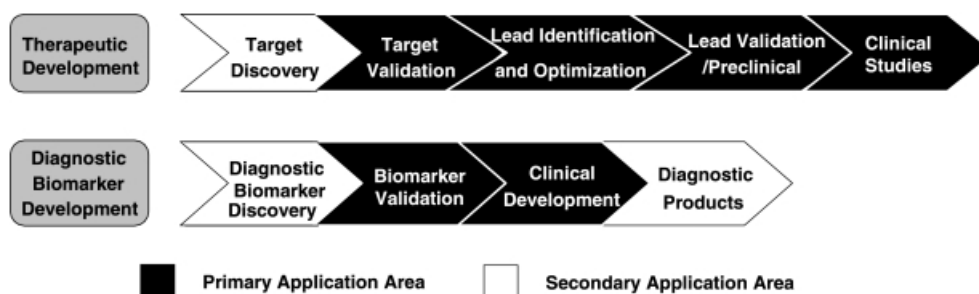 Therapeutic
Development
Target
Discovery
Target
Validation
Lead Identification
and Optimization
Lead Validation
/Preclinical
Clinical
Studies
Diagnostic
Biomarker
Development
Diagnostic
Biomarker
Discovery
Biomarker
Validation
Clinical
Development
Diagnostic
Products
Primary Application Area
Secondary Application Area